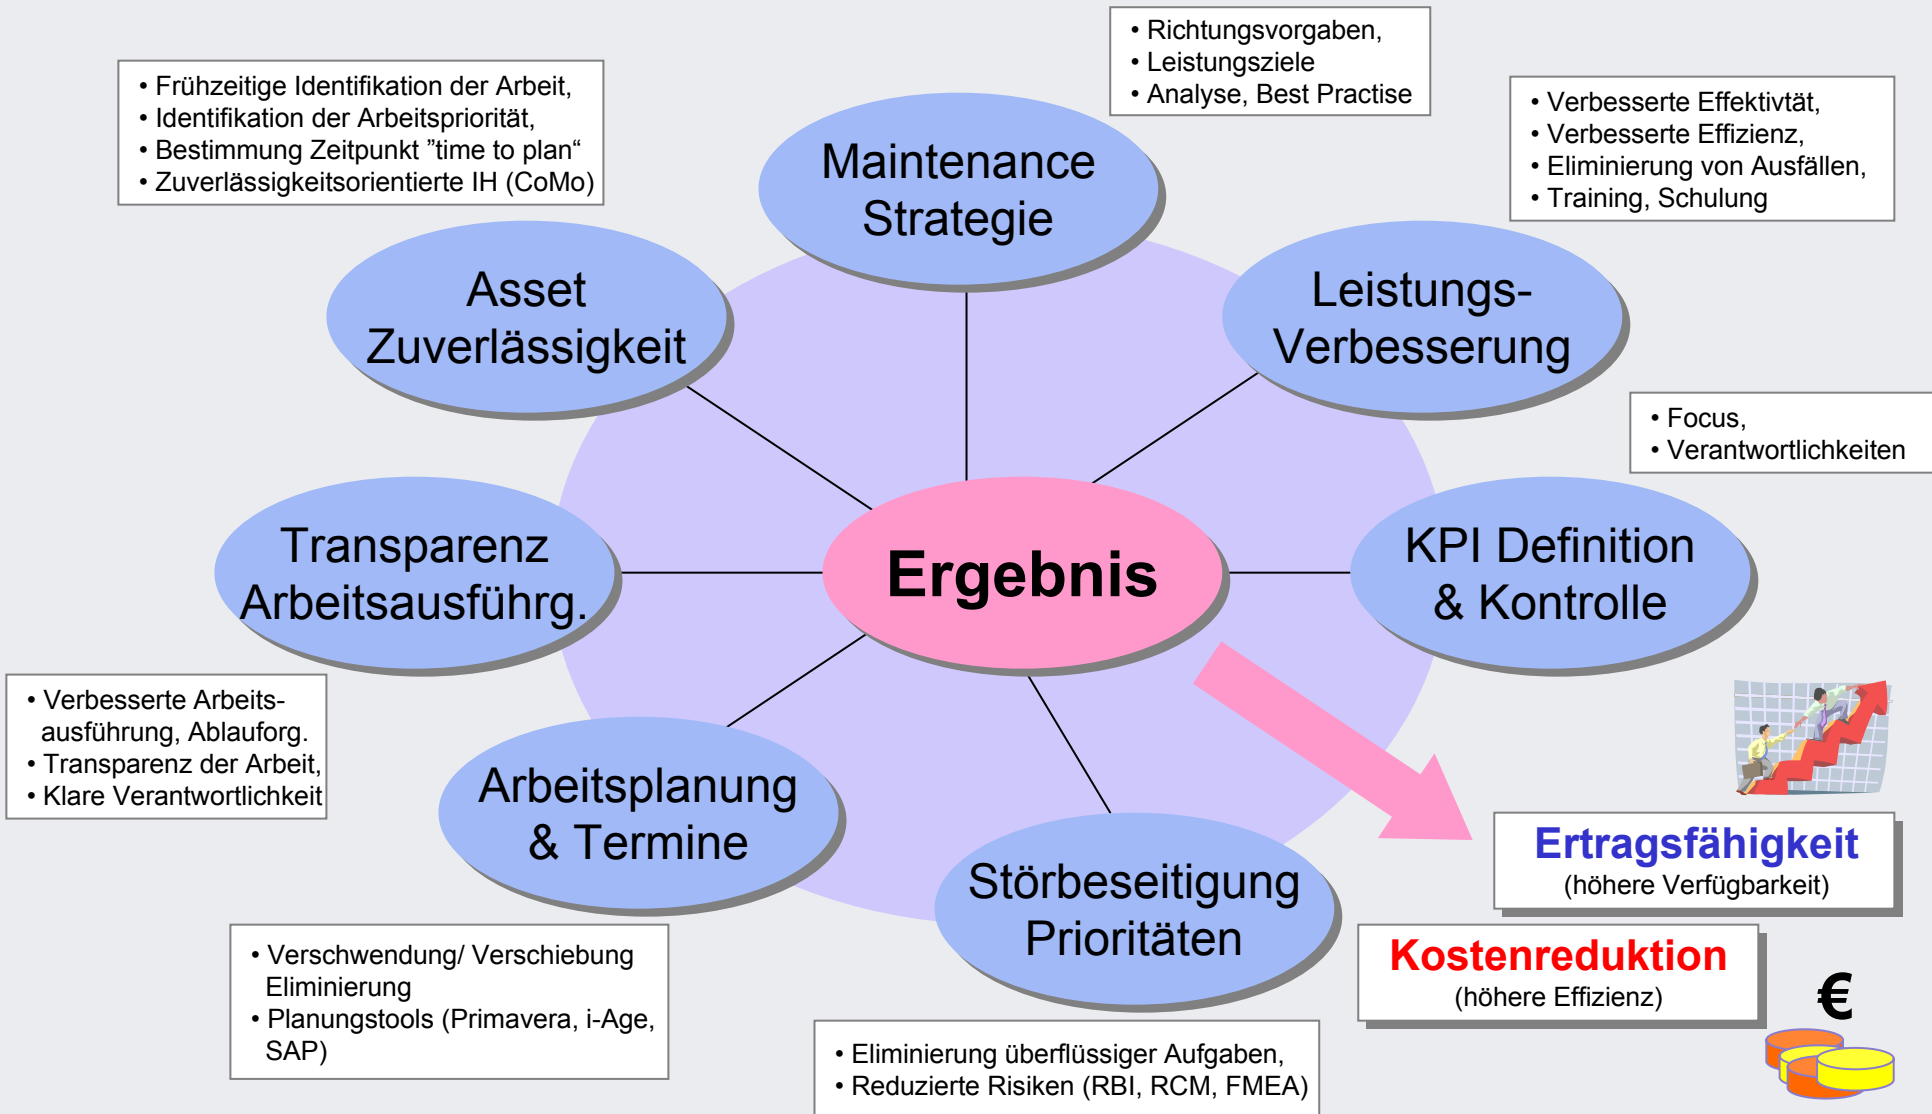 • Richtungsvorgaben,
• Leistungsziele
• Analyse, Best Practise
• Frühzeitige Identifikation der Arbeit,
• Identifikation der Arbeitspriorität,
• Bestimmung Zeitpunkt ”time to plan“
• Zuverlässigkeitsorientierte IH (CoMo)
• Verbesserte Effektivtät,
• Verbesserte Effizienz,
• Eliminierung von Ausfällen,
• Training, Schulung
Maintenance
Strategie
Asset
Zuverlässigkeit
Leistungs-
Verbesserung
• Focus,
• Verantwortlichkeiten
Transparenz
Arbeitsausführg.
Ergebnis
KPI Definition
& Kontrolle
• Verbesserte Arbeits-
ausführung, Ablauforg.
• Transparenz der Arbeit,
• Klare Verantwortlichkeit
Arbeitsplanung
& Termine
Störbeseitigung
Prioritäten
Ertragsfähigkeit
(höhere Verfügbarkeit)
Kostenreduktion
(höhere Effizienz)
€
• Verschwendung/ Verschiebung
Eliminierung
• Planungstools (Primavera, i-Age,
SAP)
• Eliminierung überflüssiger Aufgaben,
• Reduzierte Risiken (RBI, RCM, FMEA)